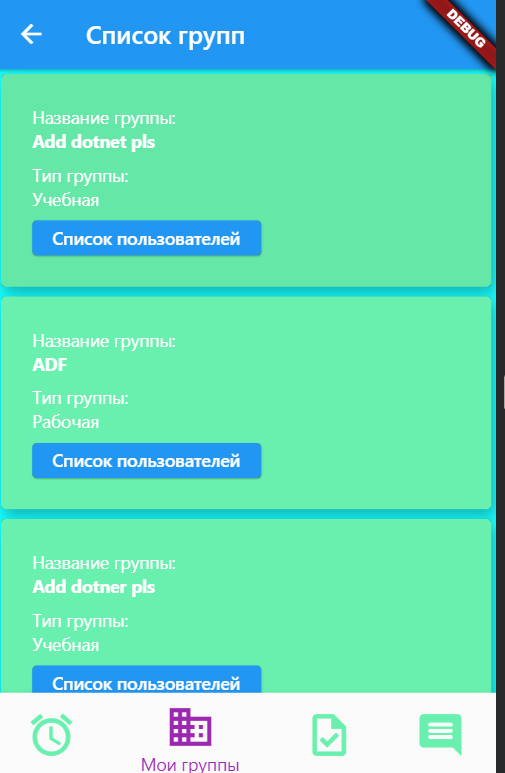 Список групп
DEBUG
Название группы:
Add dotnet pls
Тип группы:
Учебная
Список пользователей
Название группы:
ADF
Тип группы:
Рабочая
Список пользователей
Название группы:
Add dotner pls
Тип группы:
Учебная
Список пользователей
Мои группы